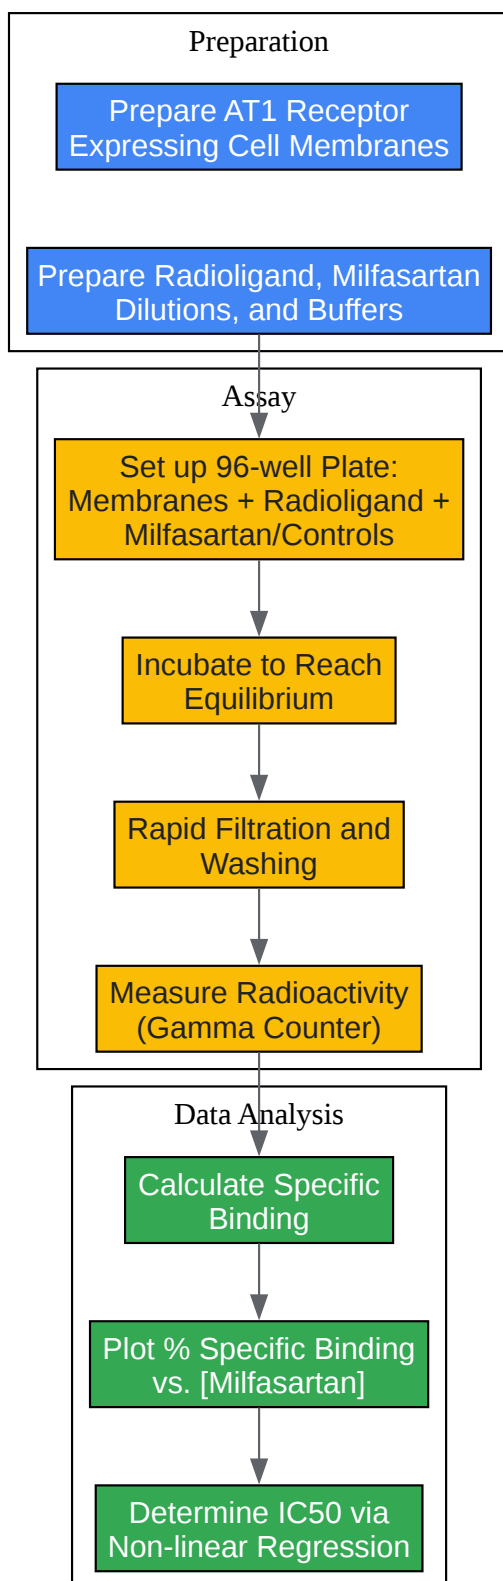 Preparation
Prepare AT1 Receptor
Expressing Cell Membranes
Prepare Radioligand, Milfasartan
Dilutions, and Buffers
Assay
Set up 96-well Plate:
Membranes + Radioligand +
Milfasartan/Controls
Incubate to Reach
Equilibrium
Rapid Filtration and
Washing
Measure Radioactivity
(Gamma Counter)
Data Analysis
Calculate Specific
Binding
Plot % Specific Binding
vs. [Milfasartan]
Determine IC50 via
Non-linear Regression